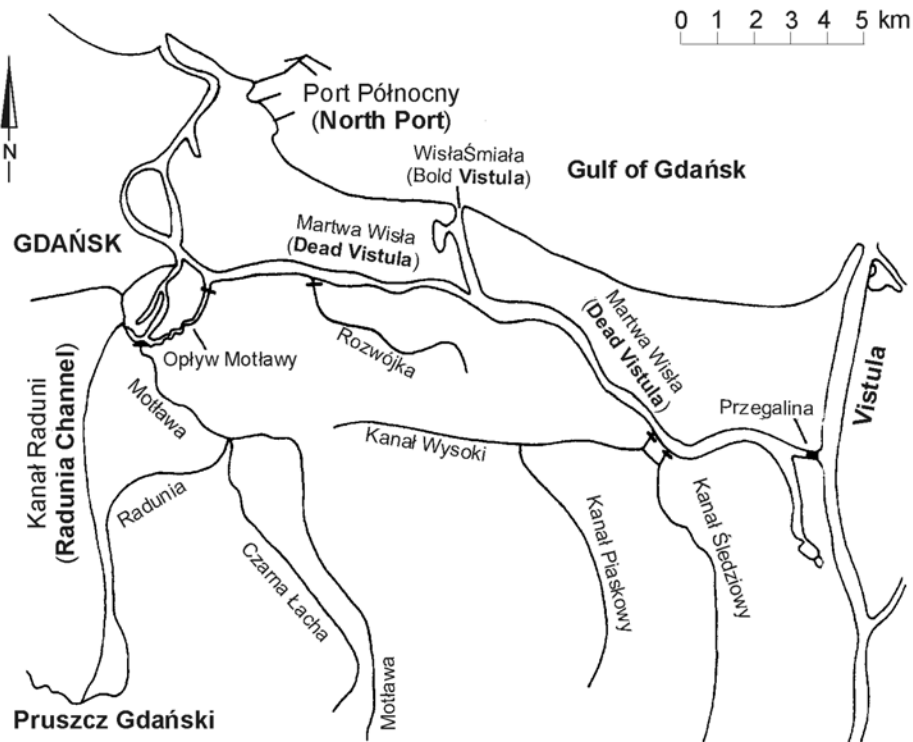 0 1 2 3 4 5 km
N
Port Północny
(North Port)
WisłaŚmiała
(Bold Vistula)
Gulf of Gdańsk
GDAŃSK
Martwa Wisła
(Dead Vistula)
Martwa Wisła
(Dead Vistula)
Opływ Motławy
Rozwójka
Przegalina
Vistula
Kanał Raduni
(Radunia Channel)
Motława
Kanał Wysoki
Radunia
Czarna Łacha
Kanał Piaskowy
Kanał Śledziowy
Motława
Pruszcz Gdański